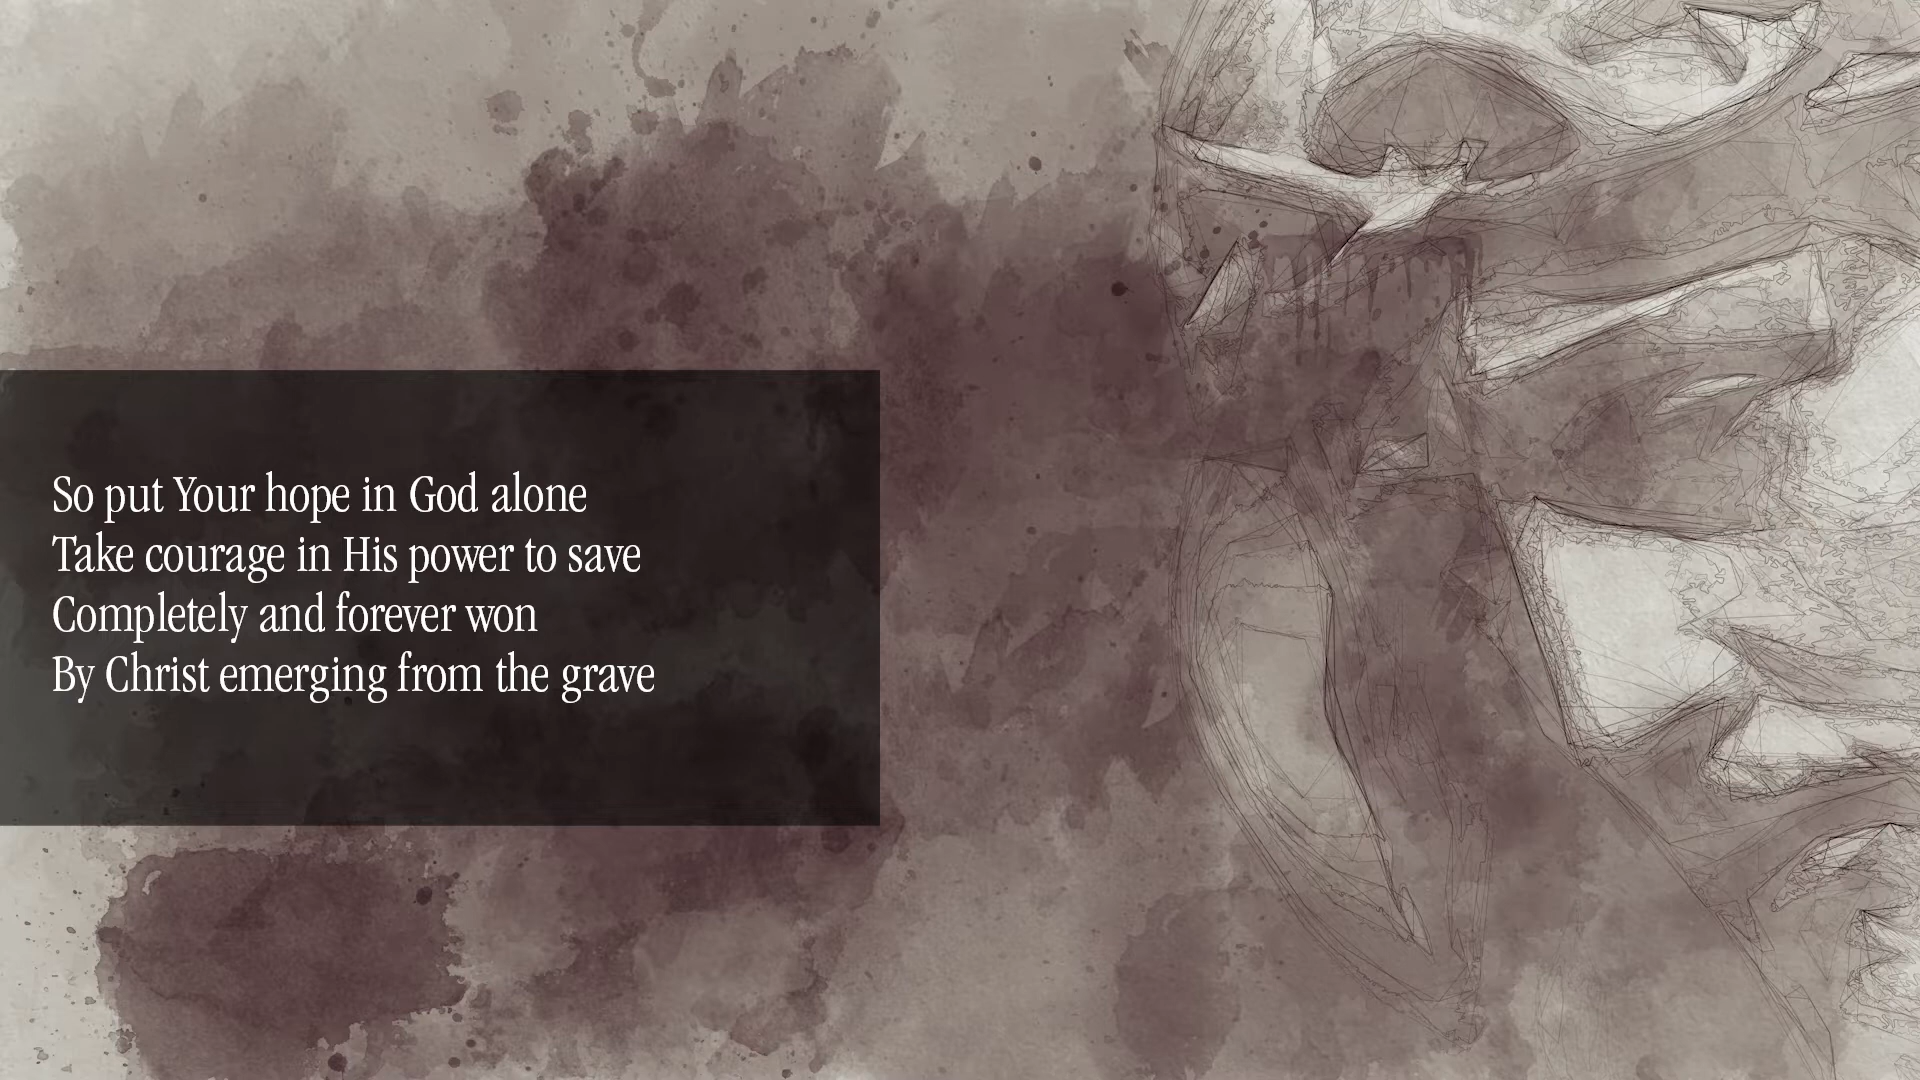 So put Your hope in God alone
Take courage in His power to save
Completely and forever won
By Christ emerging from the grave